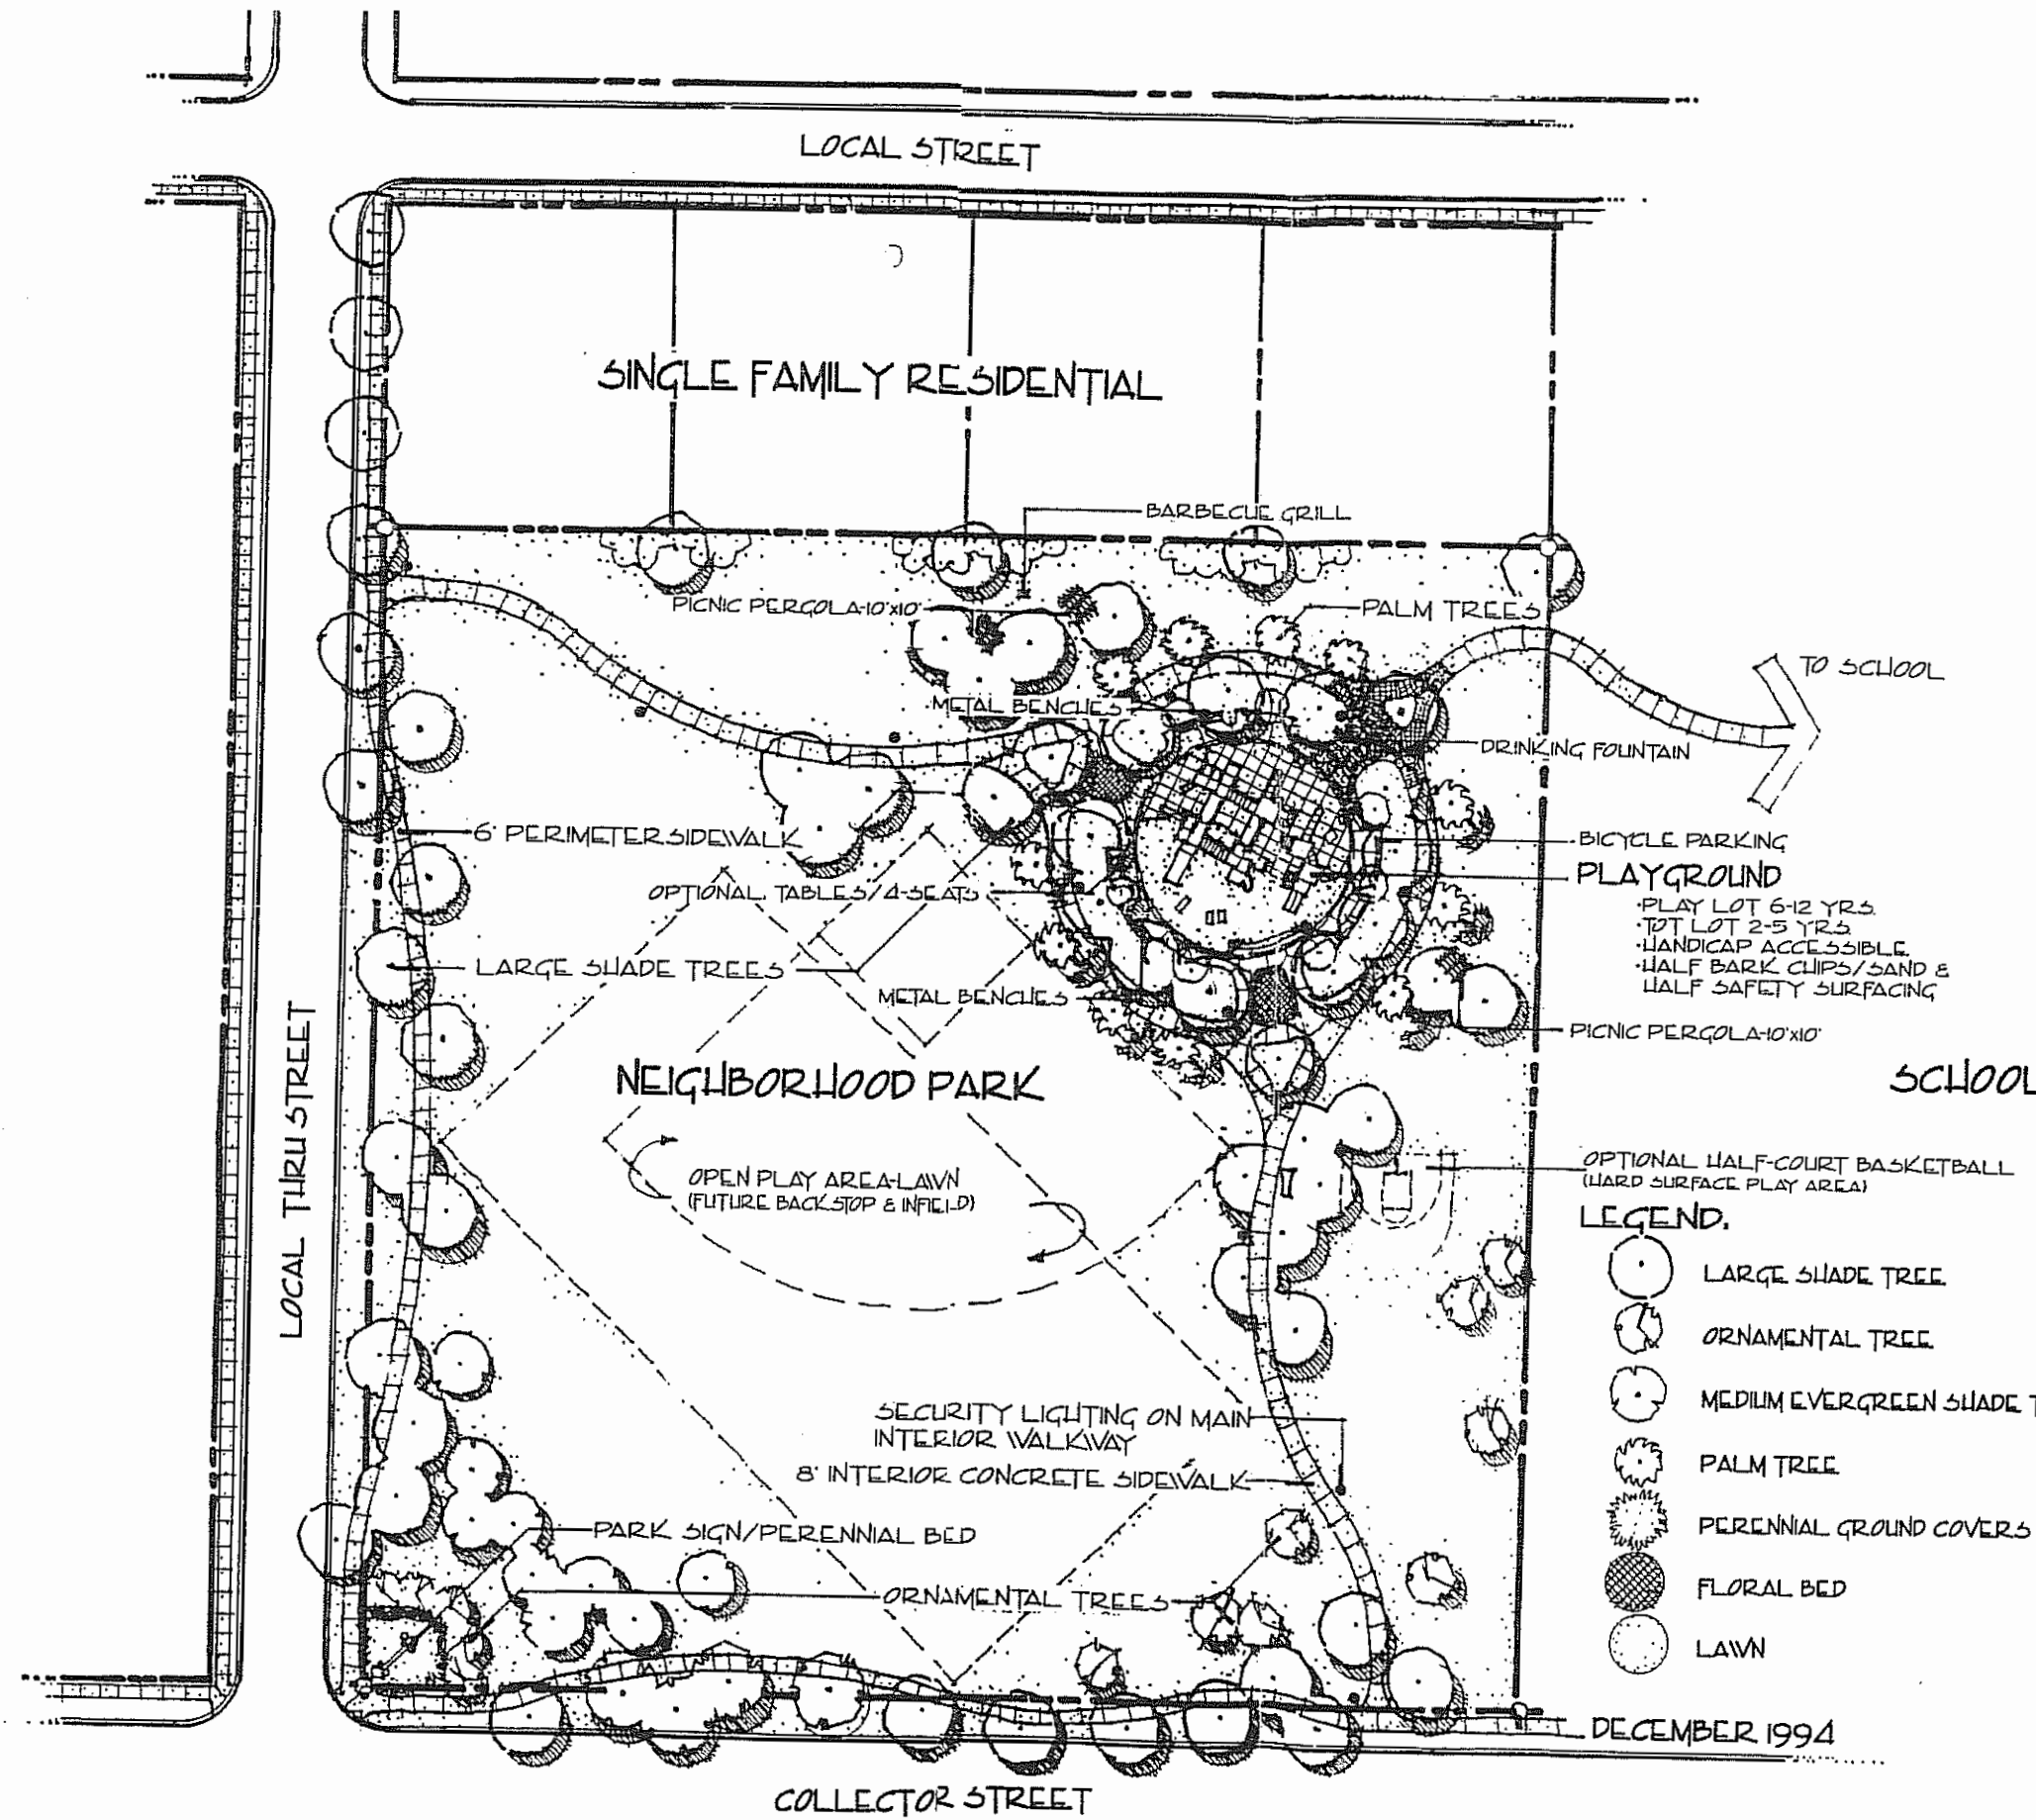 LOCAL STREET
SINGLE FAMILY RESIDENTIAL
BARBECUE GRILL
PICNIC PERGOLA-10'x10'
PALM TREES
TO SCHOOL
METAL BENCHES
DRINKING FOUNTAIN
6' PERIMETER SIDEWALK
BICYCLE PARKING
PLAYGROUND
·PLAY LOT 6-12 YRS.
·TOT LOT 2-5 YRS.
·HANDICAP ACCESSIBLE
·HALF BARK CHIPS/SAND &
HALF SAFETY SURFACING
OPTIONAL TABLES/4-SEATS
LARGE SHADE TREES
METAL BENCHES
PICNIC PERGOLA-10'x10'
NEIGHBORHOOD PARK
SCHOOL
LOCAL THRU STREET
OPEN PLAY AREA-LAWN
(FUTURE BACKSTOP & INFIELD)
OPTIONAL HALF-COURT BASKETBALL
(HARD SURFACE PLAY AREA)
LEGEND.
LARGE SHADE TREE
ORNAMENTAL TREE
MEDIUM EVERGREEN SHADE T
PALM TREE
PERENNIAL GROUND COVERS
FLORAL BED
LAWN
SECURITY LIGHTING ON MAIN
INTERIOR WALKWAY
8' INTERIOR CONCRETE SIDEWALK
PARK SIGN/PERENNIAL BED
ORNAMENTAL TREES
DECEMBER 1994
COLLECTOR STREET